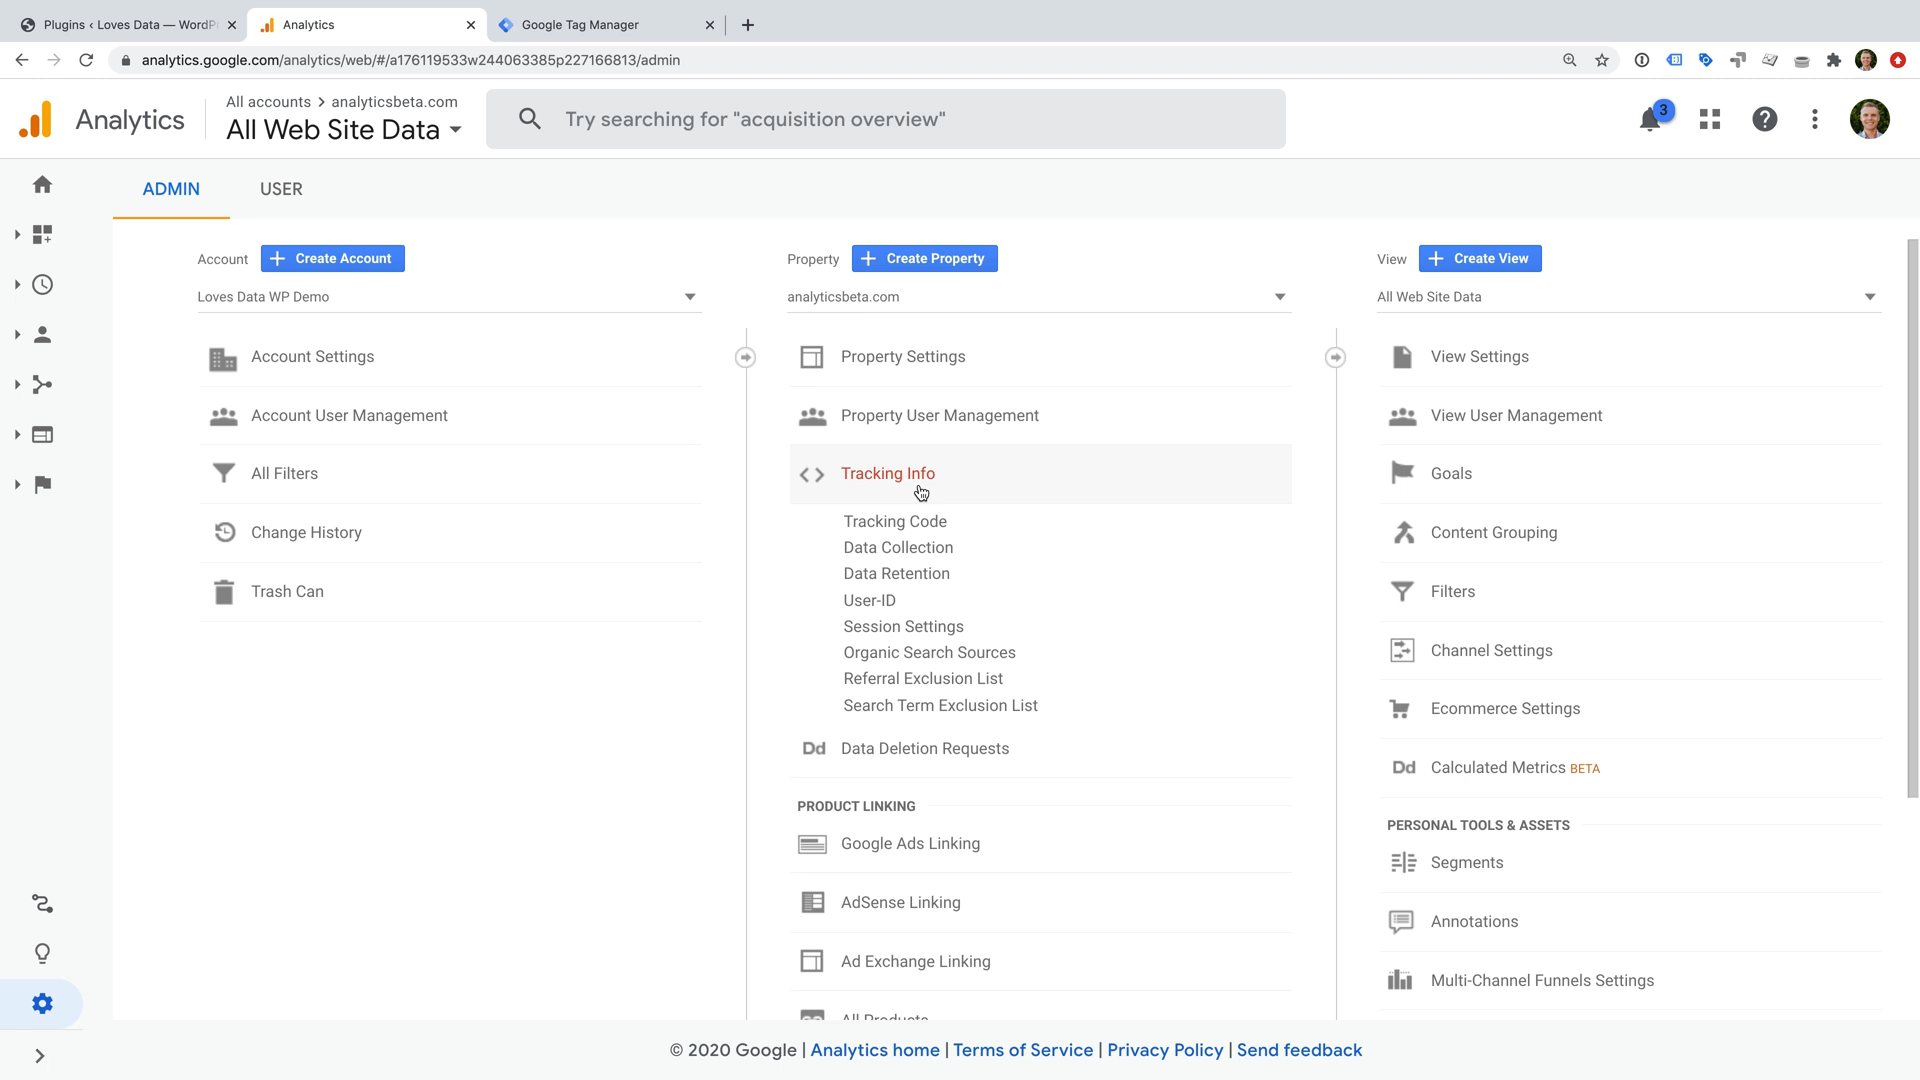 Plugins ‹ Loves Data — WordP
Analytics
Google Tag Manager
analytics.google.com/analytics/web/#/a176119533w244063385p227166813/admin
Analytics
All accounts > analyticsbeta.com
All Web Site Data
Try searching for "acquisition overview"
3
ADMIN
USER
Account
Create Account
Loves Data WP Demo
Account Settings
Account User Management
All Filters
Change History
Trash Can
Property
Create Property
analyticsbeta.com
Property Settings
Property User Management
Tracking Info
Tracking Code
Data Collection
Data Retention
User-ID
Session Settings
Organic Search Sources
Referral Exclusion List
Search Term Exclusion List
Dd Data Deletion Requests
PRODUCT LINKING
Google Ads Linking
AdSense Linking
Ad Exchange Linking
All Products
View
Create View
All Web Site Data
View Settings
View User Management
Goals
Content Grouping
Filters
Channel Settings
Ecommerce Settings
Dd Calculated Metrics BETA
PERSONAL TOOLS & ASSETS
Segments
Annotations
Multi-Channel Funnels Settings
© 2020 Google | Analytics home | Terms of Service | Privacy Policy | Send feedback